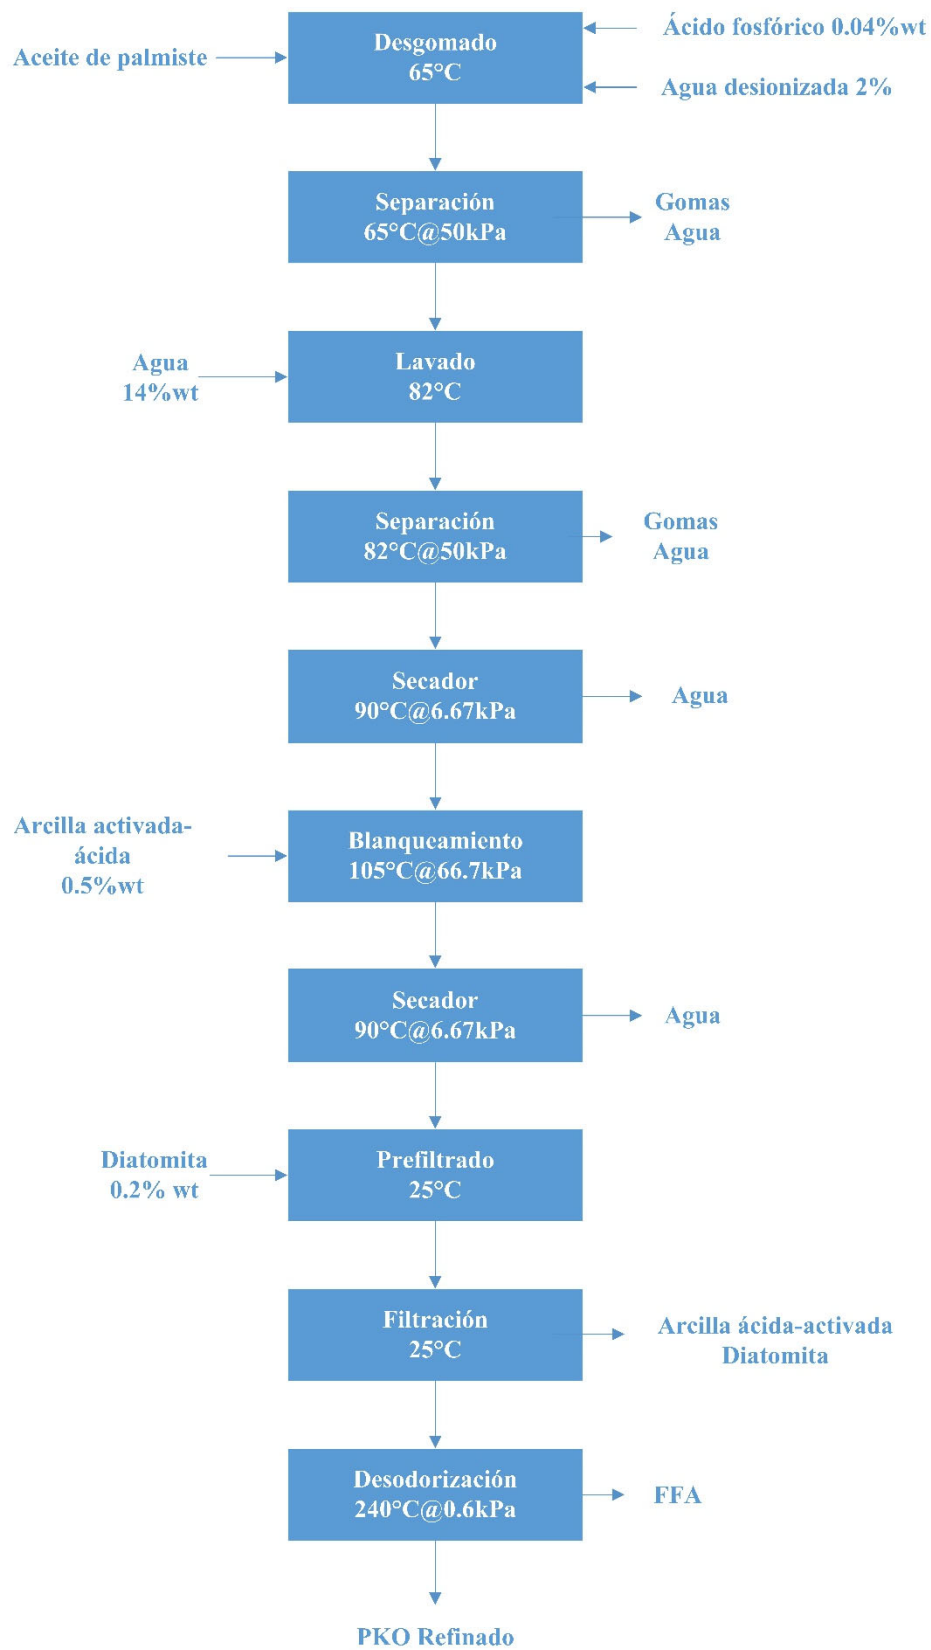 Ácido fosfórico 0.04%wt
Aceite de palmiste
Desgomado
65°C
Agua desionizada 2%
Separación
65°C@50kPa
Gomas
Agua
Agua
14%wt
Lavado
82°C
Separación
82°C@50kPa
Gomas
Agua
Secador
90°C@6.67kPa
Agua
Arcilla activada-
ácida
0.5%wt
Blanqueamiento
105°C@66.7kPa
Secador
90°C@6.67kPa
Agua
Diatomita
0.2% wt
Prefiltrado
25°C
Filtración
25°C
Arcilla ácida-activada
Diatomita
Desodorización
240°C@0.6kPa
FFA
PKO Refinado